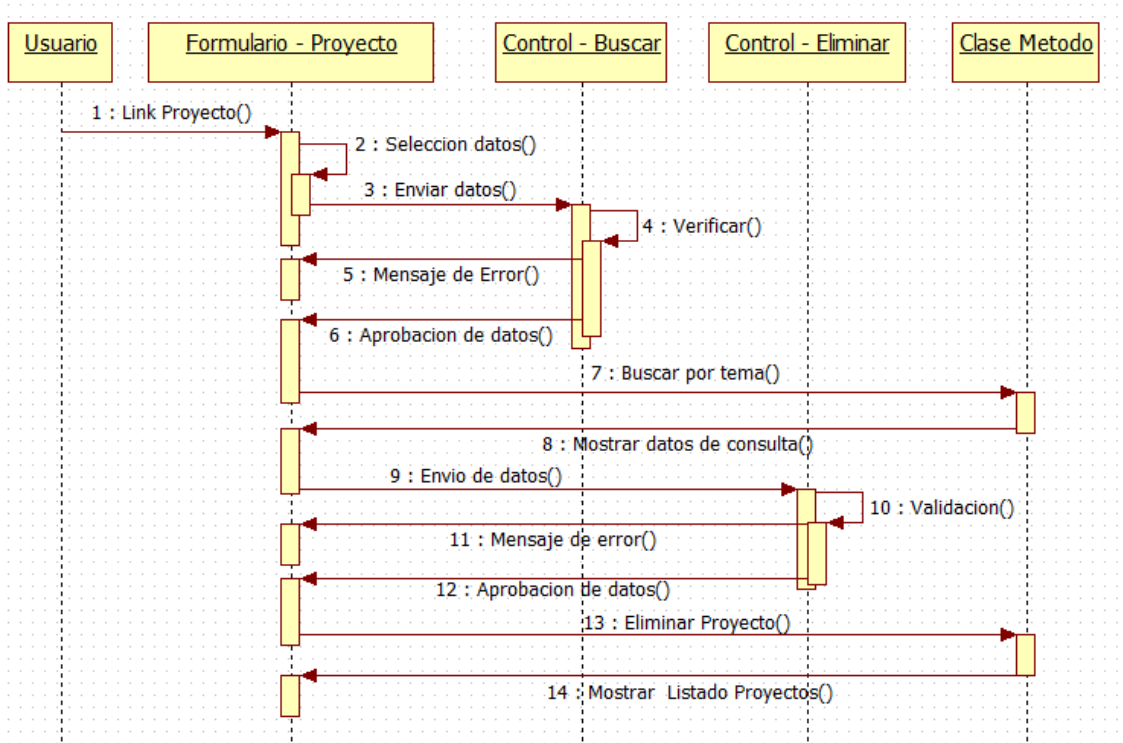 Usuario
Formulario - Proyecto
Control - Buscar
Control - Eliminar
Clase Metodo
1 : Link Proyecto()
2 : Seleccion datos()
3 : Enviar datos()
4 : Verificar()
5 : Mensaje de Error()
6 : Aprobacion de datos()
7 : Buscar por tema()
8 : Mostrar datos de consulta()
9 : Envio de datos()
10 : Validacion()
11 : Mensaje de error()
12 : Aprobacion de datos()
13 : Eliminar Proyecto()
14 : Mostrar  Listado Proyectos()